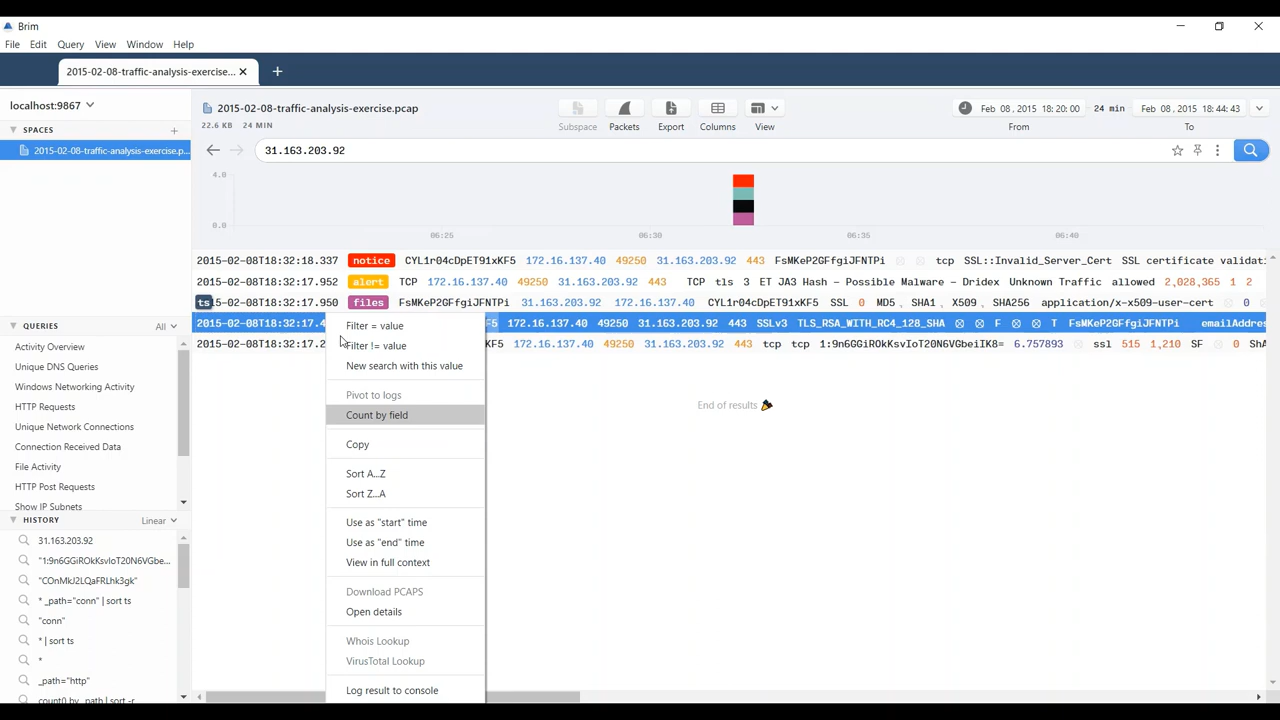 Brim
File Edit Query View Window Help
2015-02-08-traffic-analysis-exercise...
localhost:9867
2015-02-08-traffic-analysis-exercise.pcap
22.6 KB 24 MIN
Subspace Packets Export Columns View
Feb 08 , 2015 18:20:00 24 min Feb 08 , 2015 18:44:43
From To
SPACES
2015-02-08-traffic-analysis-exercise.p...
31.163.203.92
4.0
0.0
06:25 06:30 06:35 06:40
2015-02-08T18:32:18.337 notice CYL1r04cDpET91xKF5 172.16.137.40 49250 31.163.203.92 443 FsMKeP2GFfgiJFNTPi tcp SSL::Invalid_Server_Cert SSL certificate validati
2015-02-08T18:32:17.952 alert TCP 172.16.137.40 49250 31.163.203.92 443 TCP tls 3 ET JA3 Hash - Possible Malware - Dridex Unknown Traffic allowed 2,028,365 1 2
ts 5-02-08T18:32:17.950 files FsMKeP2GFfgiJFNTPi 31.163.203.92 172.16.137.40 CYL1r04cDpET91xKF5 SSL 0 MD5, SHA1, X509, SHA256 application/x-x509-user-cert 0
2015-02-08T18:32:17.4 F5 172.16.137.40 49250 31.163.203.92 443 SSLv3 TLS_RSA_WITH_RC4_128_SHA F T FsMKeP2GFfgiJFNTPi emailAddres
2015-02-08T18:32:17.2 KF5 172.16.137.40 49250 31.163.203.92 443 tcp tcp 1:9n6GGiROkKsvIoT20N6VGbeiIK8= 6.757893 ssl 515 1,210 SF 0 ShA
End of results
Filter = value
Filter != value
New search with this value
Pivot to logs
Count by field
Copy
Sort A...Z
Sort Z...A
Use as "start" time
Use as "end" time
View in full context
Download PCAPS
Open details
Whois Lookup
VirusTotal Lookup
Log result to console
QUERIES All
Activity Overview
Unique DNS Queries
Windows Networking Activity
HTTP Requests
Unique Network Connections
Connection Received Data
File Activity
HTTP Post Requests
Show IP Subnets
HISTORY Linear
31.163.203.92
"1:9n6GGiROkKsvIoT20N6VGbe...
"COnMkJ2LQaFRLhk3gk"
* _path="conn" | sort ts
"conn"
* | sort ts
*
_path="http"
count() by _path | sort -r